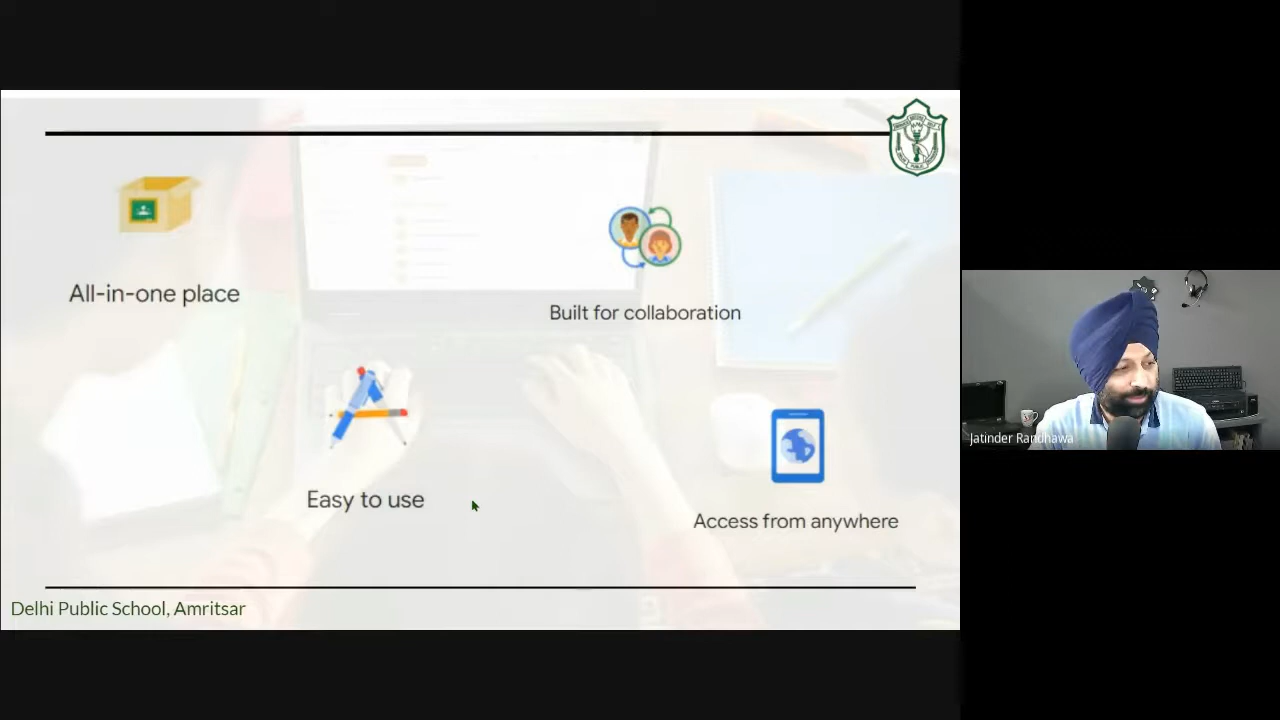 All-in-one place
Built for collaboration
Easy to use
Access from anywhere
Delhi Public School, Amritsar
Jatinder Randhawa